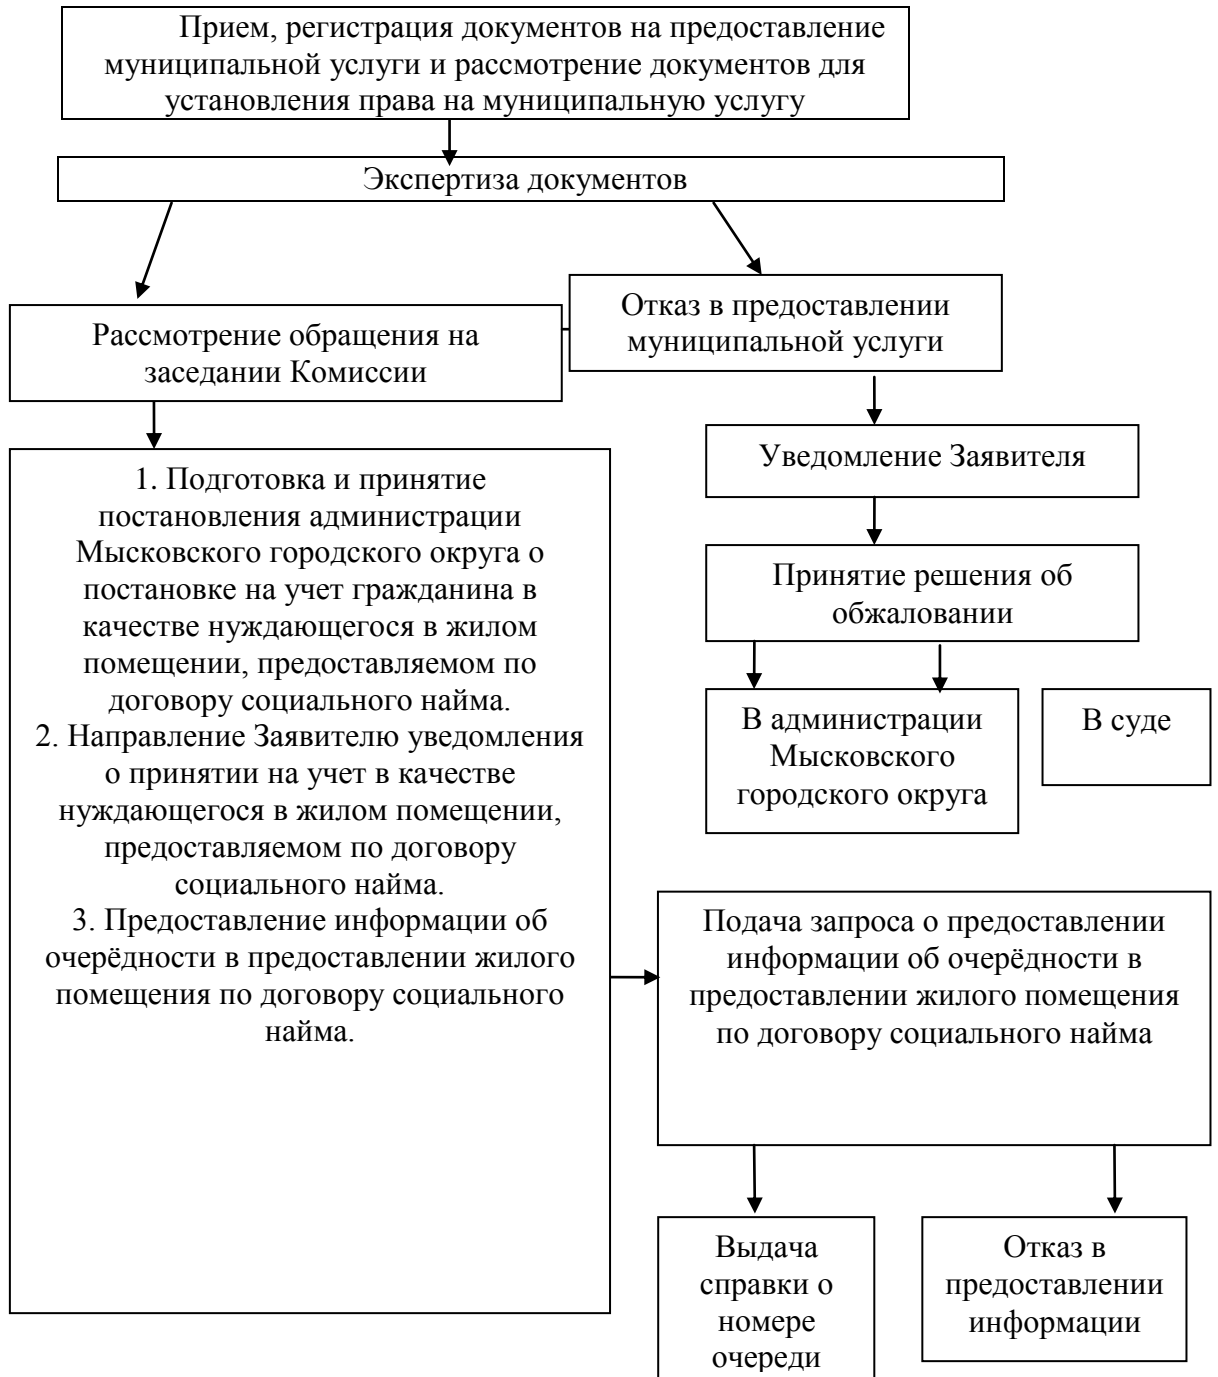 Прием, регистрация документов на предоставление
муниципальной услуги и рассмотрение документов для
установления права на муниципальную услугу
Экспертиза документов
Рассмотрение обращения на
заседании Комиссии
Отказ в предоставлении
муниципальной услуги
Уведомление Заявителя
Принятие решения об
обжаловании
В администрации
Мысковского
городского округа
В суде
1. Подготовка и принятие
постановления администрации
Мысковского городского округа о
постановке на учет гражданина в
качестве нуждающегося в жилом
помещении, предоставляемом по
договору социального найма.
2. Направление Заявителю уведомления
о принятии на учет в качестве
нуждающегося в жилом помещении,
предоставляемом по договору
социального найма.
3. Предоставление информации об
очерёдности в предоставлении жилого
помещения по договору социального
найма.
Подача запроса о предоставлении
информации об очерёдности в
предоставлении жилого помещения
по договору социального найма
Выдача
справки о
номере
очереди
Отказ в
предоставлении
информации